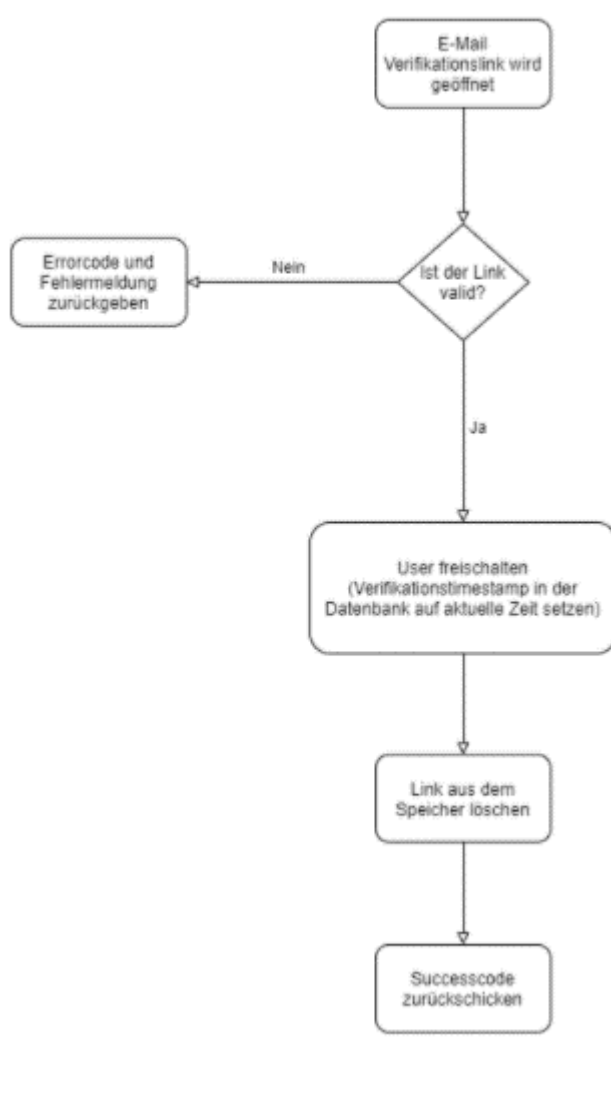 E-Mail
Verifikationslink wird
geöffnet
Ist der Link
valid?
Nein
Errorcode und
Fehlermeldung
zurückgeben
Ja
User freischalten
(Verifikationstimestamp in der
Datenbank auf aktuelle Zeit setzen)
Link aus dem
Speicher löschen
Successcode
zurückschicken